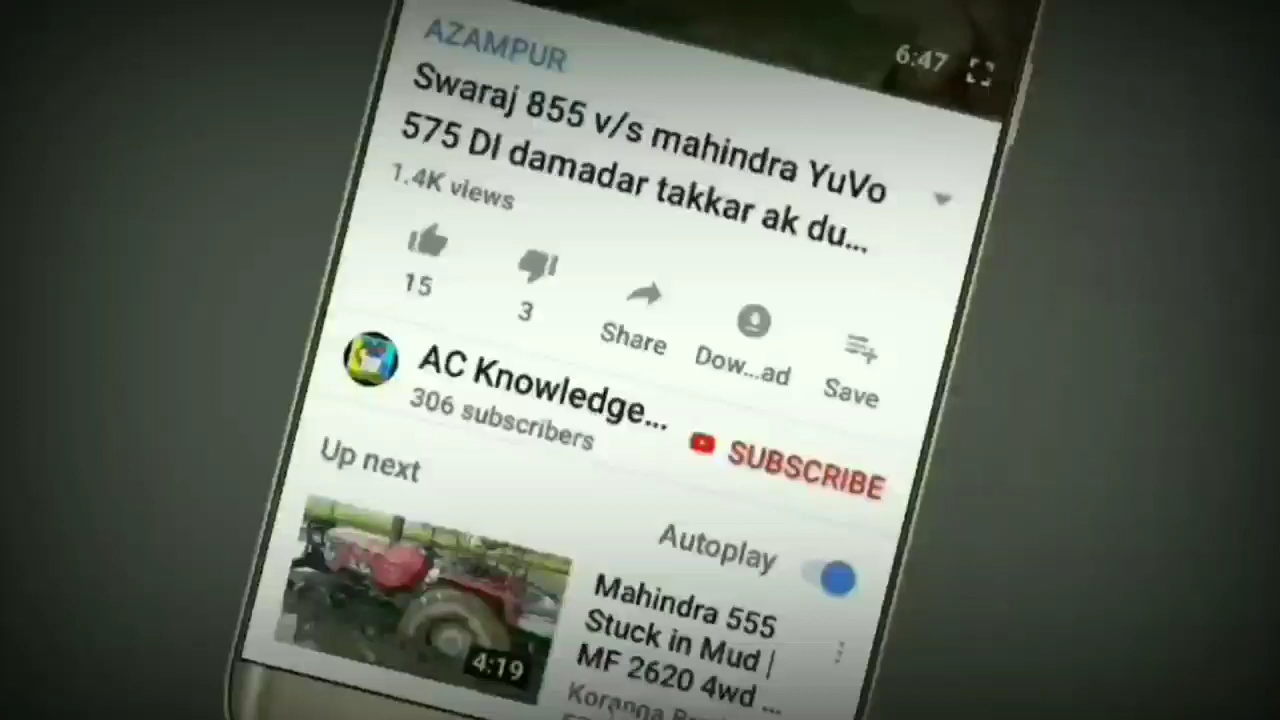 6:47
AZAMPUR
Swaraj 855 v/s mahindra YuVo
575 DI damadar takkar ak du...
1.4K views
15
3
Share
Dow...ad
Save
AC Knowledge...
306 subscribers
SUBSCRIBE
Up next
Autoplay
4:19
Mahindra 555
Stuck in Mud |
MF 2620 4wd ...
Koranga